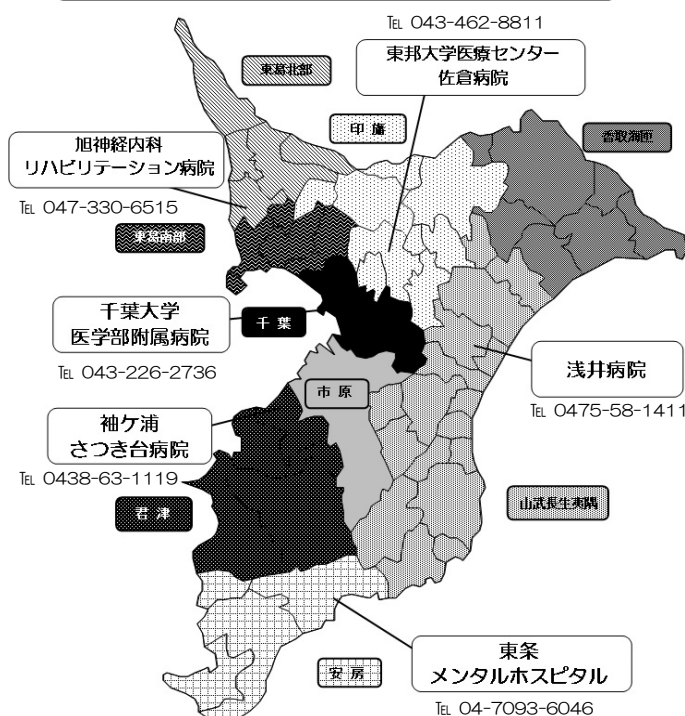 TEL 043-462-8811
東邦大学医療センター
佐倉病院
東葛北部
印旛
香取海匝
旭神経内科
リハビリテーション病院
TEL 047-330-6515
東葛南部
千葉大学
医学部附属病院
千葉
TEL 043-226-2736
浅井病院
TEL 0475-58-1411
市原
袖ケ浦
さつき台病院
TEL 0438-63-1119
君津
山武長生夷隅
東条
メンタルホスピタル
安房
TEL 04-7093-6046